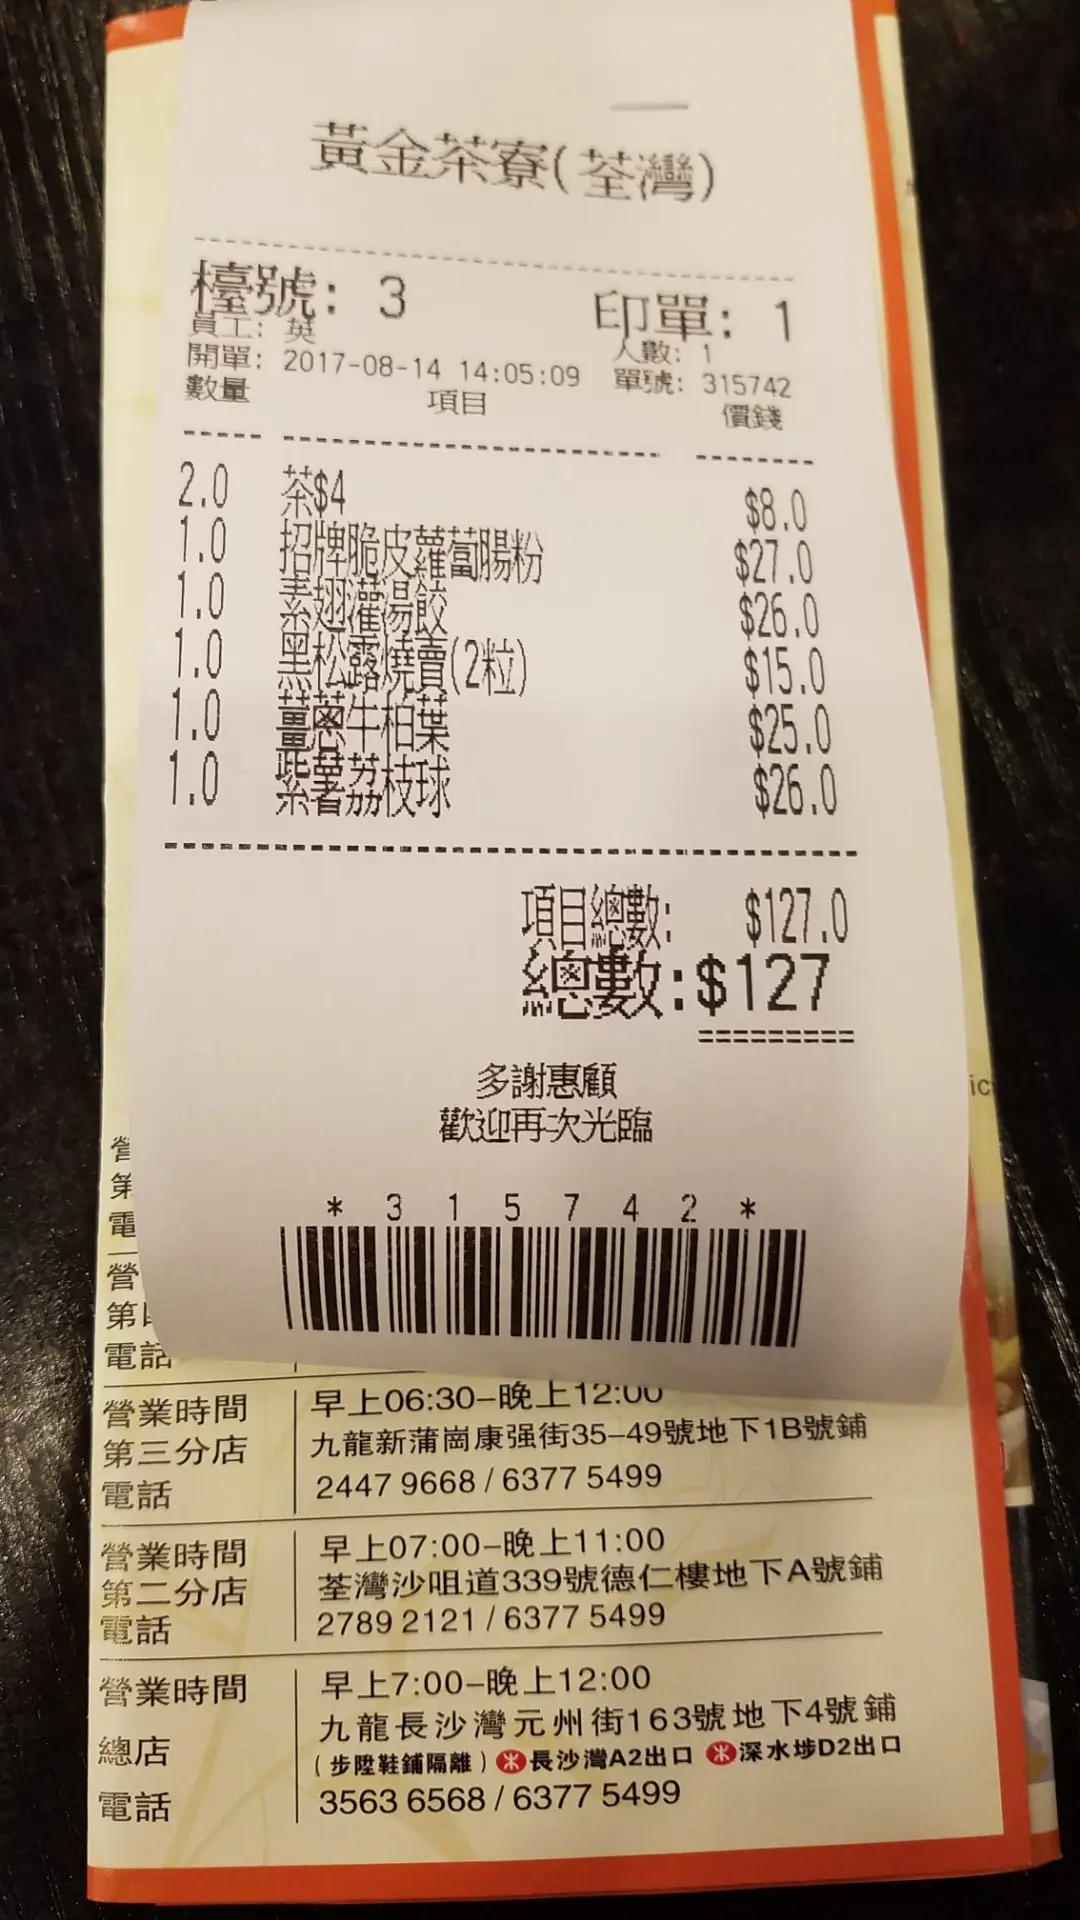 黃金茶寮(荃灣)
檯號: 3 印單: 1
員工: 英 人數: 1
開單: 2017-08-14 14:05:09 單號: 315742
數量 項目 價錢
2.0 茶$4 $8.0
1.0 招牌脆皮蘿蔔腸粉 $27.0
1.0 素翅灌湯餃 $26.0
1.0 黑松露燒賣(2粒) $15.0
1.0 薑蔥牛柏葉 $25.0
1.0 紫薯荔枝球 $26.0
項目總數: $127.0
總數:$127
=========
多謝惠顧
歡迎再次光臨
*315742*
營
第
電
營
第
電話
營業時間 早上06:30-晚上12:00
第三分店 九龍新蒲崗康强街35-49號地下1B號鋪
電話 2447 9668 / 6377 5499
營業時間 早上07:00-晚上11:00
第二分店 荃灣沙咀道339號德仁樓地下A號鋪
電話 2789 2121 / 6377 5499
營業時間 早上7:00-晚上12:00
總店 九龍長沙灣元州街163號地下4號鋪
(步陞鞋鋪隔離) 長沙灣A2出口 深水埗D2出口
電話 3563 6568 / 6377 5499